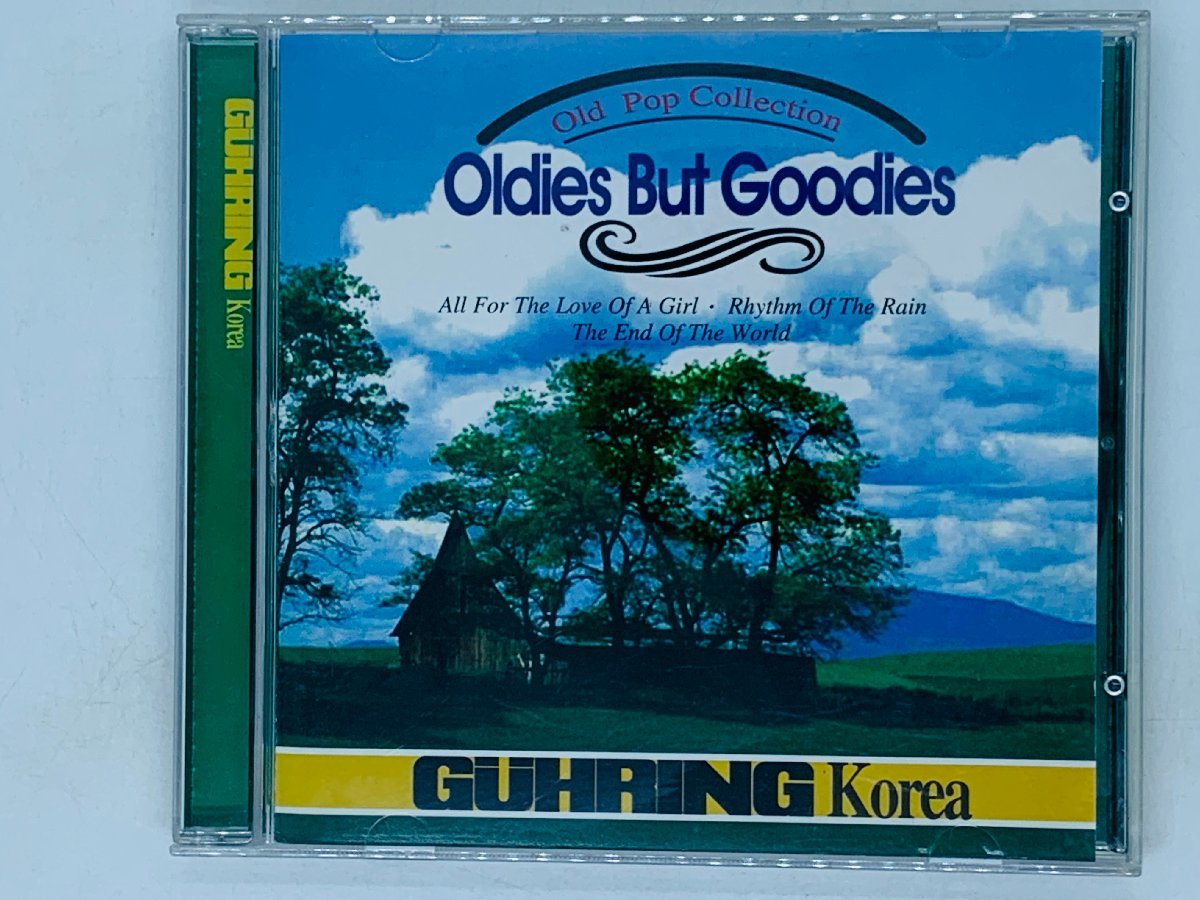 GÜHRING Korea
Old Pop Collection
Oldies But Goodies
All For The Love Of A Girl • Rhythm Of The Rain
The End Of The World
GÜHRING Korea